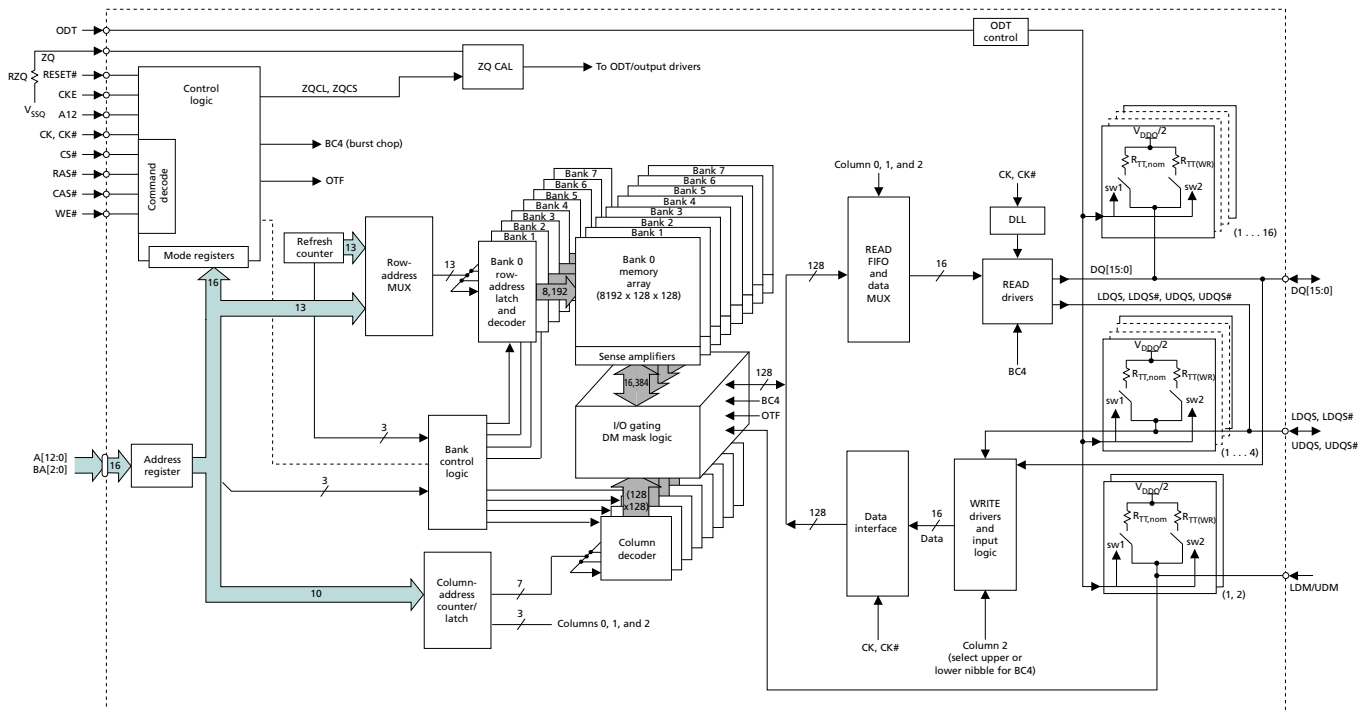 ODT
ODT
control
ZQ
RZQ
V_SSQ
RESET#
CKE
A12
CK, CK#
CS#
RAS#
CAS#
WE#
Control
logic
Command
decode
Mode registers
ZQ CAL
To ODT/output drivers
ZQCL, ZQCS
BC4 (burst chop)
OTF
Refresh
counter
13
Row-
address
MUX
13
16
13
Bank 7
Bank 6
Bank 5
Bank 4
Bank 3
Bank 2
Bank 1
Bank 0
row-
address
latch
and
decoder
8,192
Bank 7
Bank 6
Bank 5
Bank 4
Bank 3
Bank 2
Bank 1
Bank 0
memory
array
(8192 x 128 x 128)
Sense amplifiers
16,384
I/O gating
DM mask logic
128
BC4
OTF
(128
x128)
Column
decoder
A[12:0]
BA[2:0]
16
Address
register
3
3
Bank
control
logic
10
Column-
address
counter/
latch
7
3
Columns 0, 1, and 2
Column 0, 1, and 2
128
READ
FIFO
and
data
MUX
16
CK, CK#
DLL
READ
drivers
BC4
DQ[15:0]
LDQS, LDQS#, UDQS, UDQS#
128
Data
interface
CK, CK#
16
Data
WRITE
drivers
and
input
logic
Column 2
(select upper or
lower nibble for BC4)
V_DDQ/2
R_TT,nom
R_TT(WR)
sw1
sw2
(1 . . . 16)
DQ[15:0]
V_DDQ/2
R_TT,nom
R_TT(WR)
sw1
sw2
(1 . . . 4)
LDQS, LDQS#
UDQS, UDQS#
V_DDQ/2
R_TT,nom
R_TT(WR)
sw1
sw2
(1, 2)
LDM/UDM